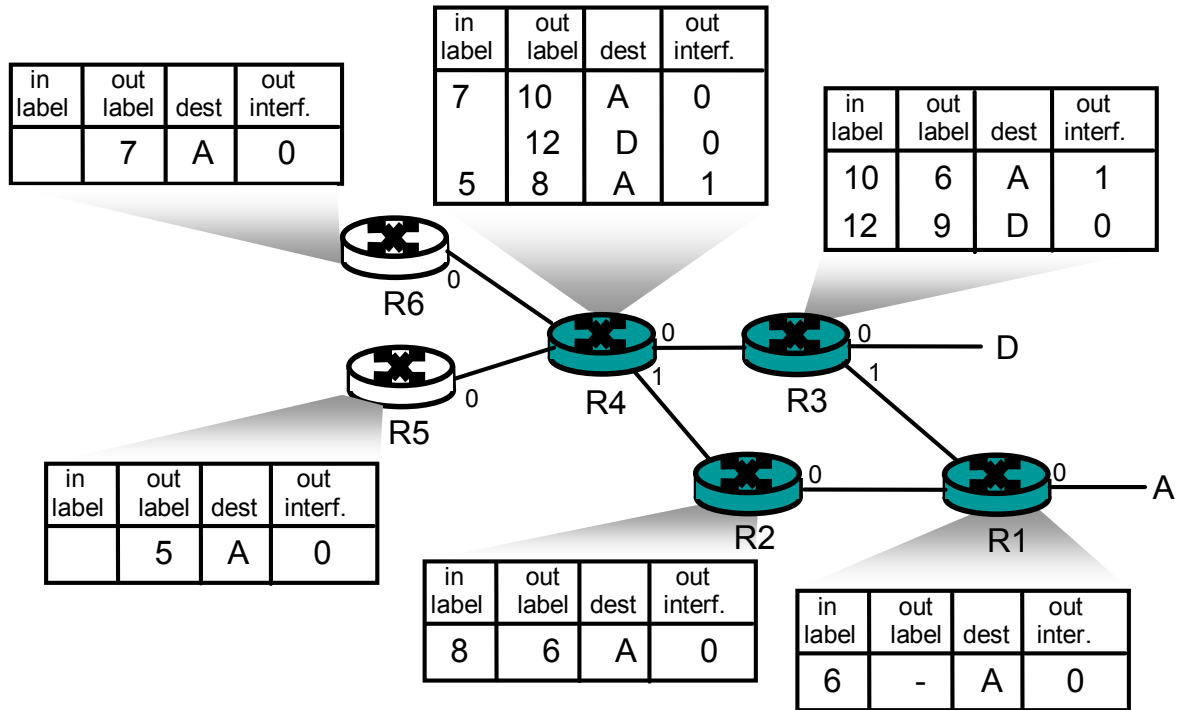 in label out label dest out interf.
7 10 A 0
12 D 0
5 8 A 1
in label out label dest out interf.
7 A 0
in label out label dest out interf.
10 6 A 1
12 9 D 0
0
R6
0
0
D
1
1
R4
R3
0
R5
0
0
A
R2
R1
in label out label dest out interf.
5 A 0
in label out label dest out interf.
8 6 A 0
in label out label dest out inter.
6 - A 0